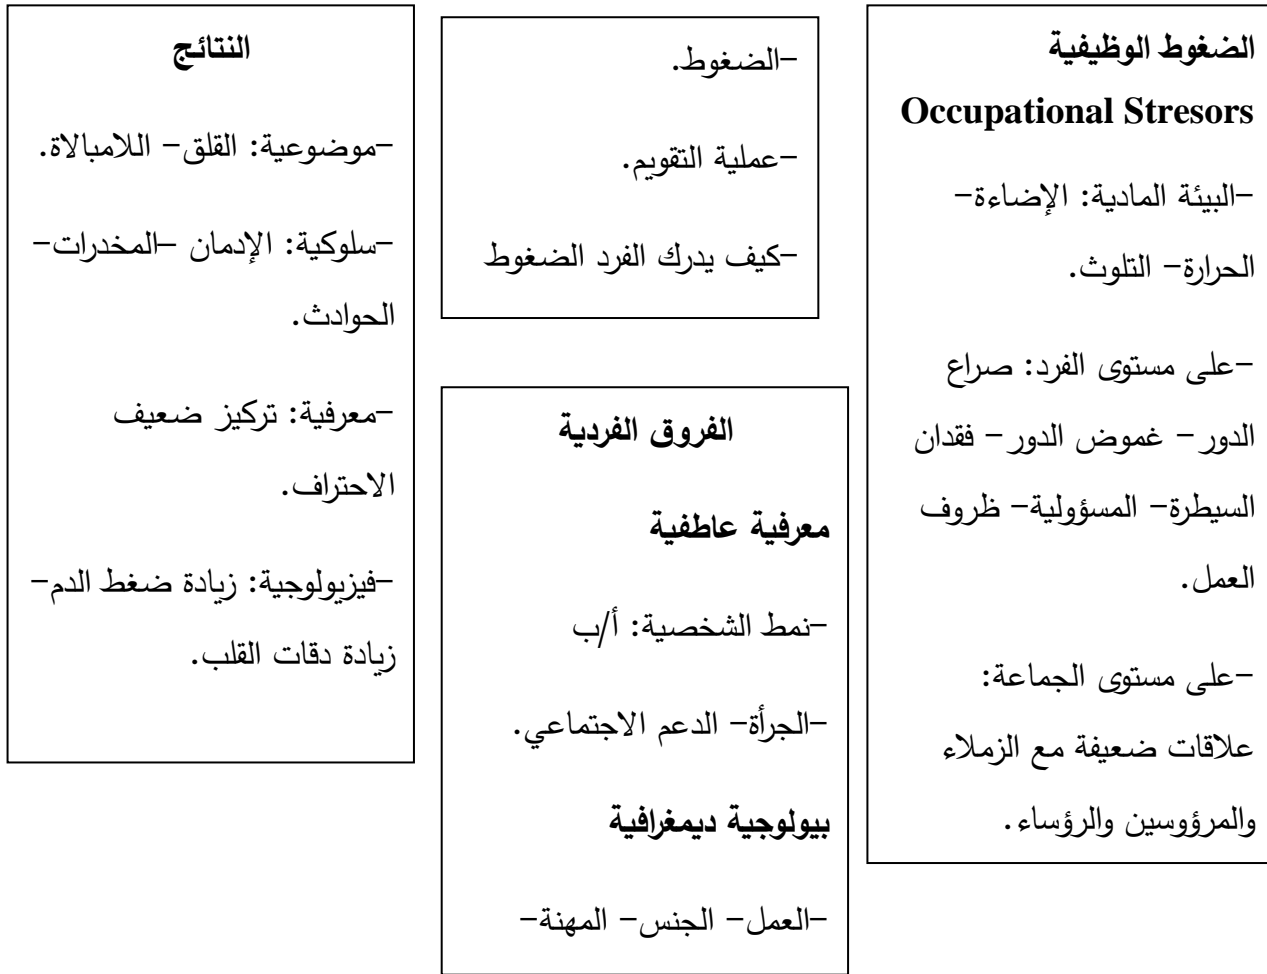 الضغوط الوظيفية
Occupational Stresors
–البيئة المادية: الإضاءة–
الحرارة– التلوث.
–على مستوى الفرد: صراع
الدور– غموض الدور– فقدان
السيطرة– المسؤولية– ظروف
العمل.
–على مستوى الجماعة:
علاقات ضعيفة مع الزملاء
والمرؤوسين والرؤساء.
–الضغوط.
–عملية التقويم.
–كيف يدرك الفرد الضغوط
الفروق الفردية
معرفية عاطفية
–نمط الشخصية: أ/ب
–الجرأة– الدعم الاجتماعي.
بيولوجية ديمغرافية
–العمل– الجنس– المهنة–
النتائج
–موضوعية: القلق– اللامبالاة.
–سلوكية: الإدمان –المخدرات–
الحوادث.
–معرفية: تركيز ضعيف
الاحتراف.
–فيزيولوجية: زيادة ضغط الدم–
زيادة دقات القلب.